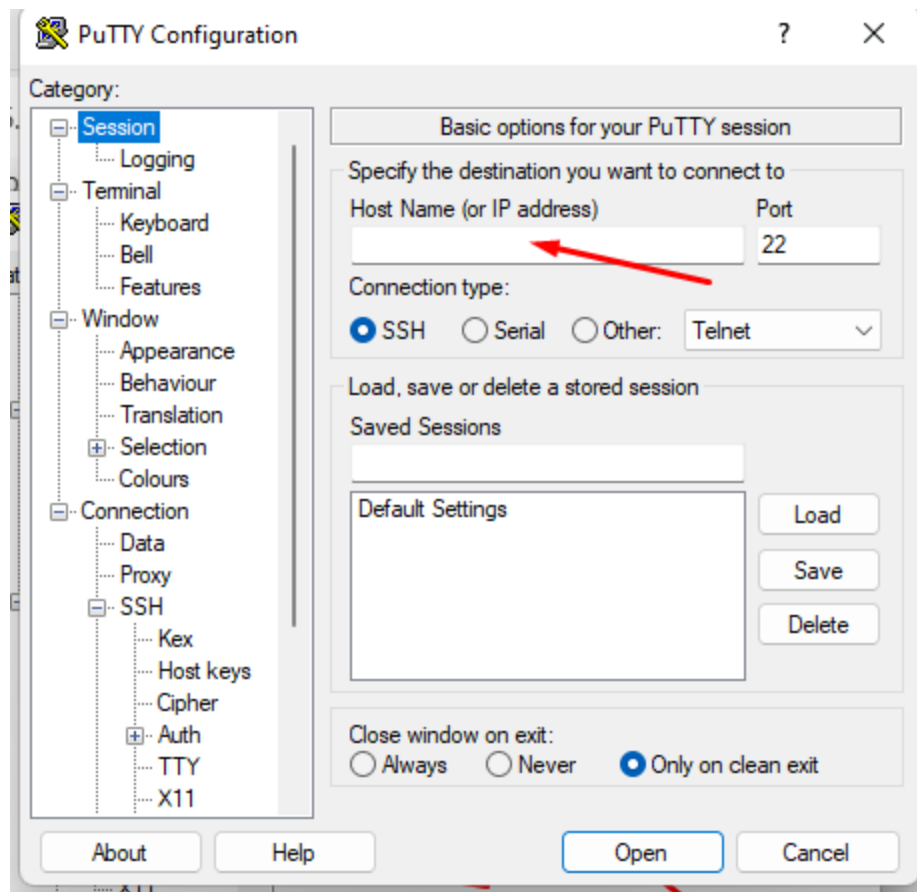 PuTTY Configuration
?
Category:
Session
Logging
Terminal
Keyboard
Bell
Features
Window
Appearance
Behaviour
Translation
Selection
Colours
Connection
Data
Proxy
SSH
Kex
Host keys
Cipher
Auth
TTY
X11
Basic options for your PuTTY session
Specify the destination you want to connect to
Host Name (or IP address) Port
22
Connection type:
SSH Serial Other: Telnet
Load, save or delete a stored session
Saved Sessions
Default Settings
Load
Save
Delete
Close window on exit:
Always Never Only on clean exit
About Help Open Cancel